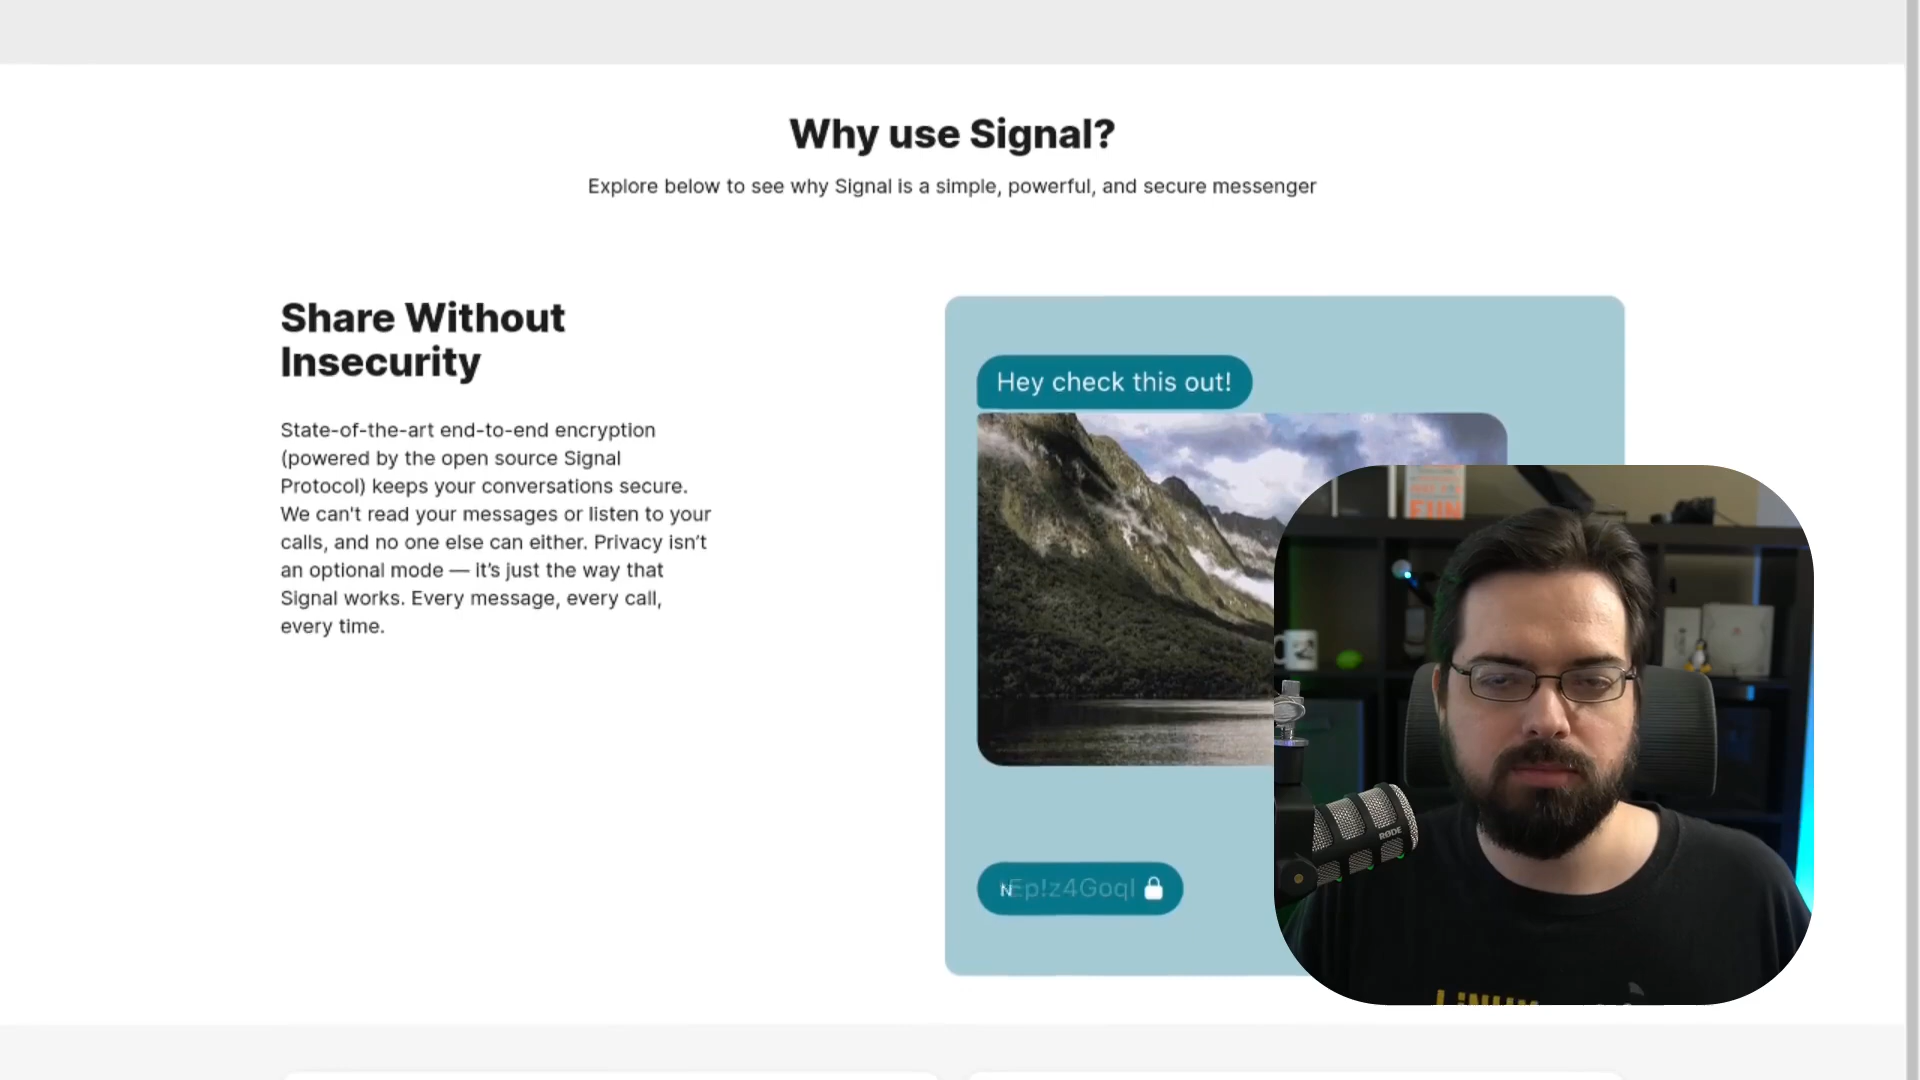 Why use Signal?
Explore below to see why Signal is a simple, powerful, and secure messenger
Share Without
Insecurity
State-of-the-art end-to-end encryption
(powered by the open source Signal
Protocol) keeps your conversations secure.
We can't read your messages or listen to your
calls, and no one else can either. Privacy isn’t
an optional mode — it’s just the way that
Signal works. Every message, every call,
every time.
Hey check this out!
FUN
RØDE
Ep!z4Goql
LINUX